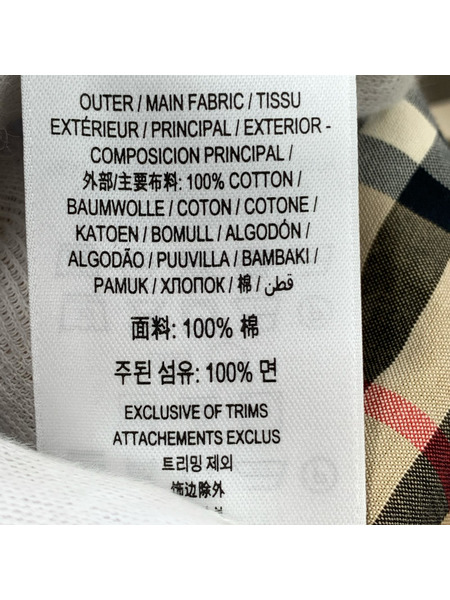 OUTER / MAIN FABRIC / TISSU
EXTÉRIEUR / PRINCIPAL / EXTERIOR -
COMPOSICION PRINCIPAL /
外部/主要布料: 100% COTTON /
BAUMWOLLE / COTON / COTONE /
KATOEN / BOMULL / ALGODÓN /
ALGODÃO / PUUVILLA / BAMBAKI /
PAMUK / ХЛОПОК / 棉 / قطن /
面料: 100% 棉
주된 섬유: 100% 면
EXCLUSIVE OF TRIMS
ATTACHEMENTS EXCLUS
트리밍 제외
饰边除外